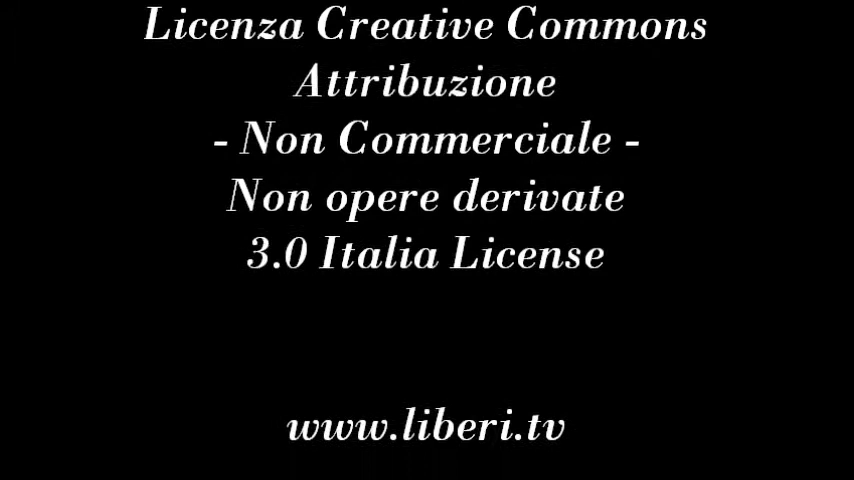 Licenza Creative Commons
Attribuzione
- Non Commerciale -
Non opere derivate
3.0 Italia License
www.liberi.tv